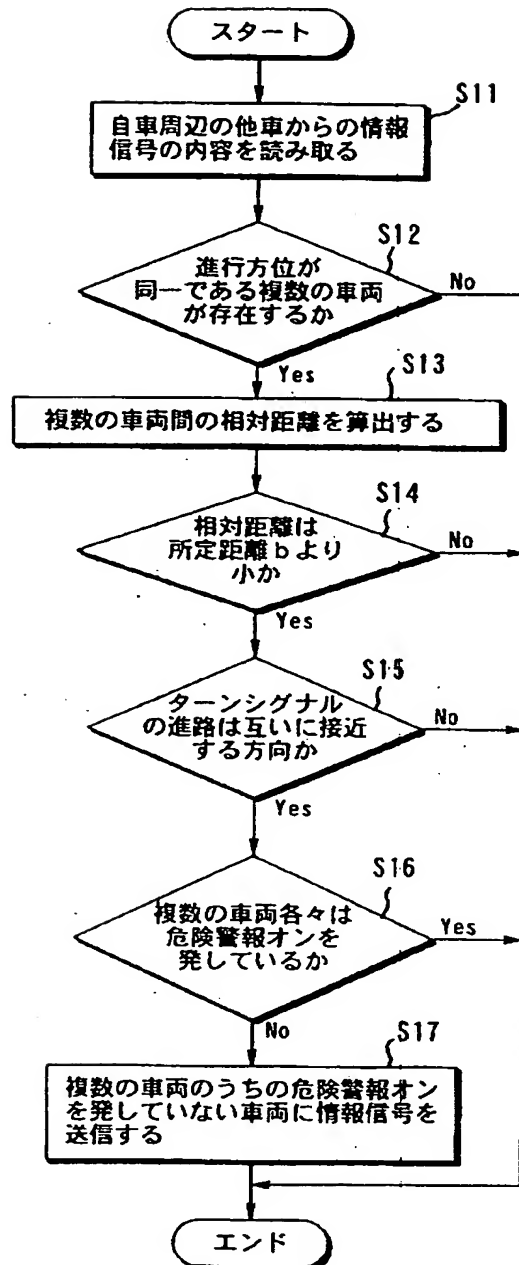 スタート
S11
自車周辺の他車からの情報
信号の内容を読み取る
S12
進行方位が
同一である複数の車両
が存在するか
No
Yes
S13
複数の車両間の相対距離を算出する
S14
相対距離は
所定距離bより
小か
No
Yes
S15
ターンシグナル
の進路は互いに接近
する方向か
No
Yes
S16
複数の車両各々は
危険警報オンを
発しているか
Yes
No
S17
複数の車両のうちの危険警報オン
を発していない車両に情報信号を
送信する
エンド